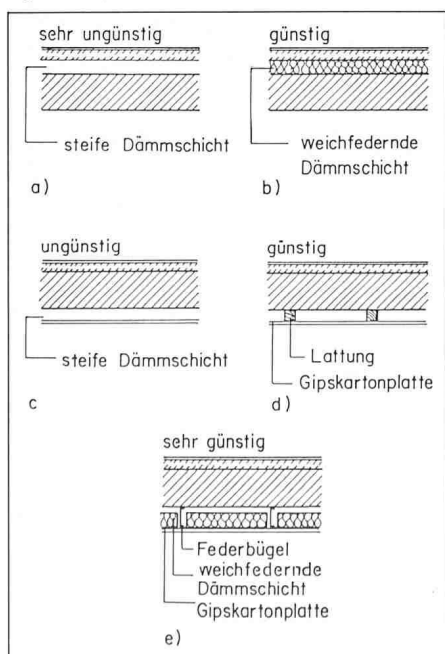 sehr ungünstig
steife Dämmschicht
a)
günstig
weichfedernde
Dämmschicht
b)
ungünstig
steife Dämmschicht
c
günstig
Lattung
Gipskartonplatte
d)
sehr günstig
Federbügel
weichfedernde
Dämmschicht
Gipskartonplatte
e)